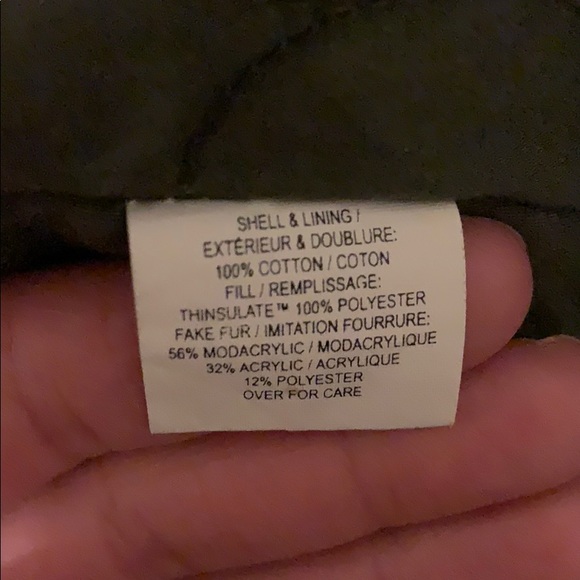 SHELL & LINING /
EXTÉRIEUR & DOUBLURE:
100% COTTON / COTON
FILL / REMPLISSAGE:
THINSULATE™ 100% POLYESTER
FAKE FUR / IMITATION FOURRURE:
56% MODACRYLIC / MODACRYLIQUE
32% ACRYLIC / ACRYLIQUE
12% POLYESTER
OVER FOR CARE